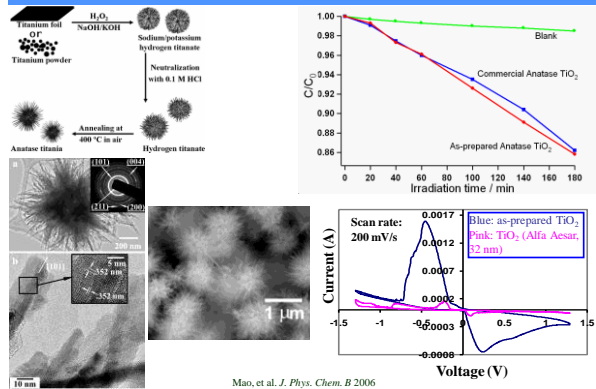 Titanium foil
or
Titanium powder
H2O2
NaOH/KOH
Sodium/potassium
hydrogen titanate
Neutralization
with 0.1 M HCl
Annealing at
400 °C in air
Anatase titania
Hydrogen titanate
a
(101)
(004)
(211)
(200)
200 nm
b
(101)
5 nm
.352 nm
.352 nm
10 nm
1 μm
1.00
0.98
0.96
0.94
0.92
0.90
0.88
0.86
C/C0
Blank
Commercial Anatase TiO2
As-prepared Anatase TiO2
0 20 40 60 80 100 120 140 160 180
Irradiation time / min
Scan rate:
200 mV/s
Blue: as-prepared TiO2
Pink: TiO2 (Alfa Aesar,
32 nm)
Current (A)
0.0017
0.0012
0.0007
0.0002
-0.0003
-0.0008
-1.5 -1 -0.5 0 0.5 1 1.5
Voltage (V)
Mao, et al. J. Phys. Chem. B 2006